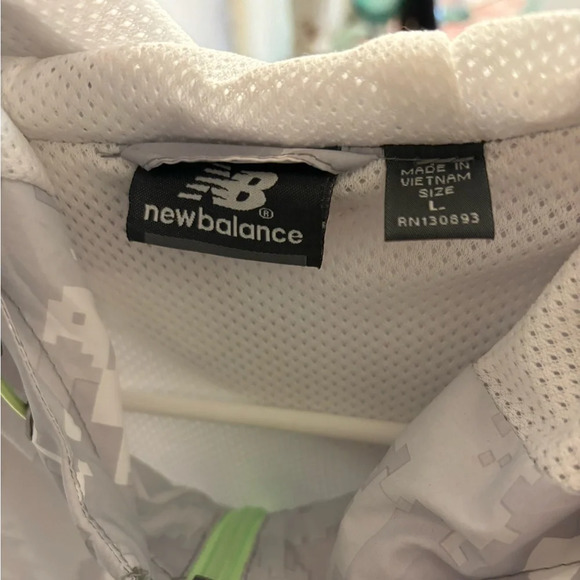 NB
newbalance®
MADE IN
VIETNAM
SIZE
L
RN130893